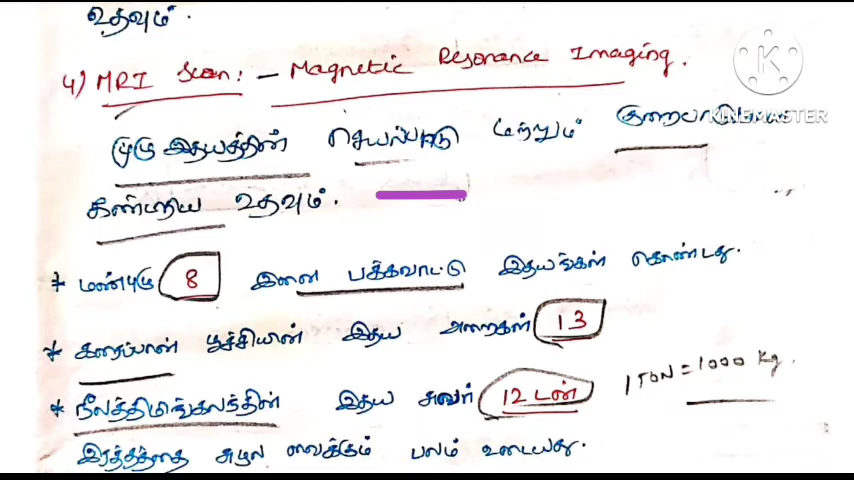 உதவும்.
4) MRI Scan: - Magnetic Resonance Imaging.
முழு இதயத்தின் செயல்பாடு மற்றும்
கண்டறிய உதவும்.
* மண்புழு 8 இணை பக்கவாட்டு இதயங்கள் கொண்டது.
* கரைப்பான் பூச்சியின் இதய அறைகள் 13
* நீலத்திமிங்கலத்தின் இதய சுவர் 12 டன் 1 TON = 1000 Kg.
இரத்தத்தை சுழல வைக்கும் பலம் உடையது.
KINEMASTER